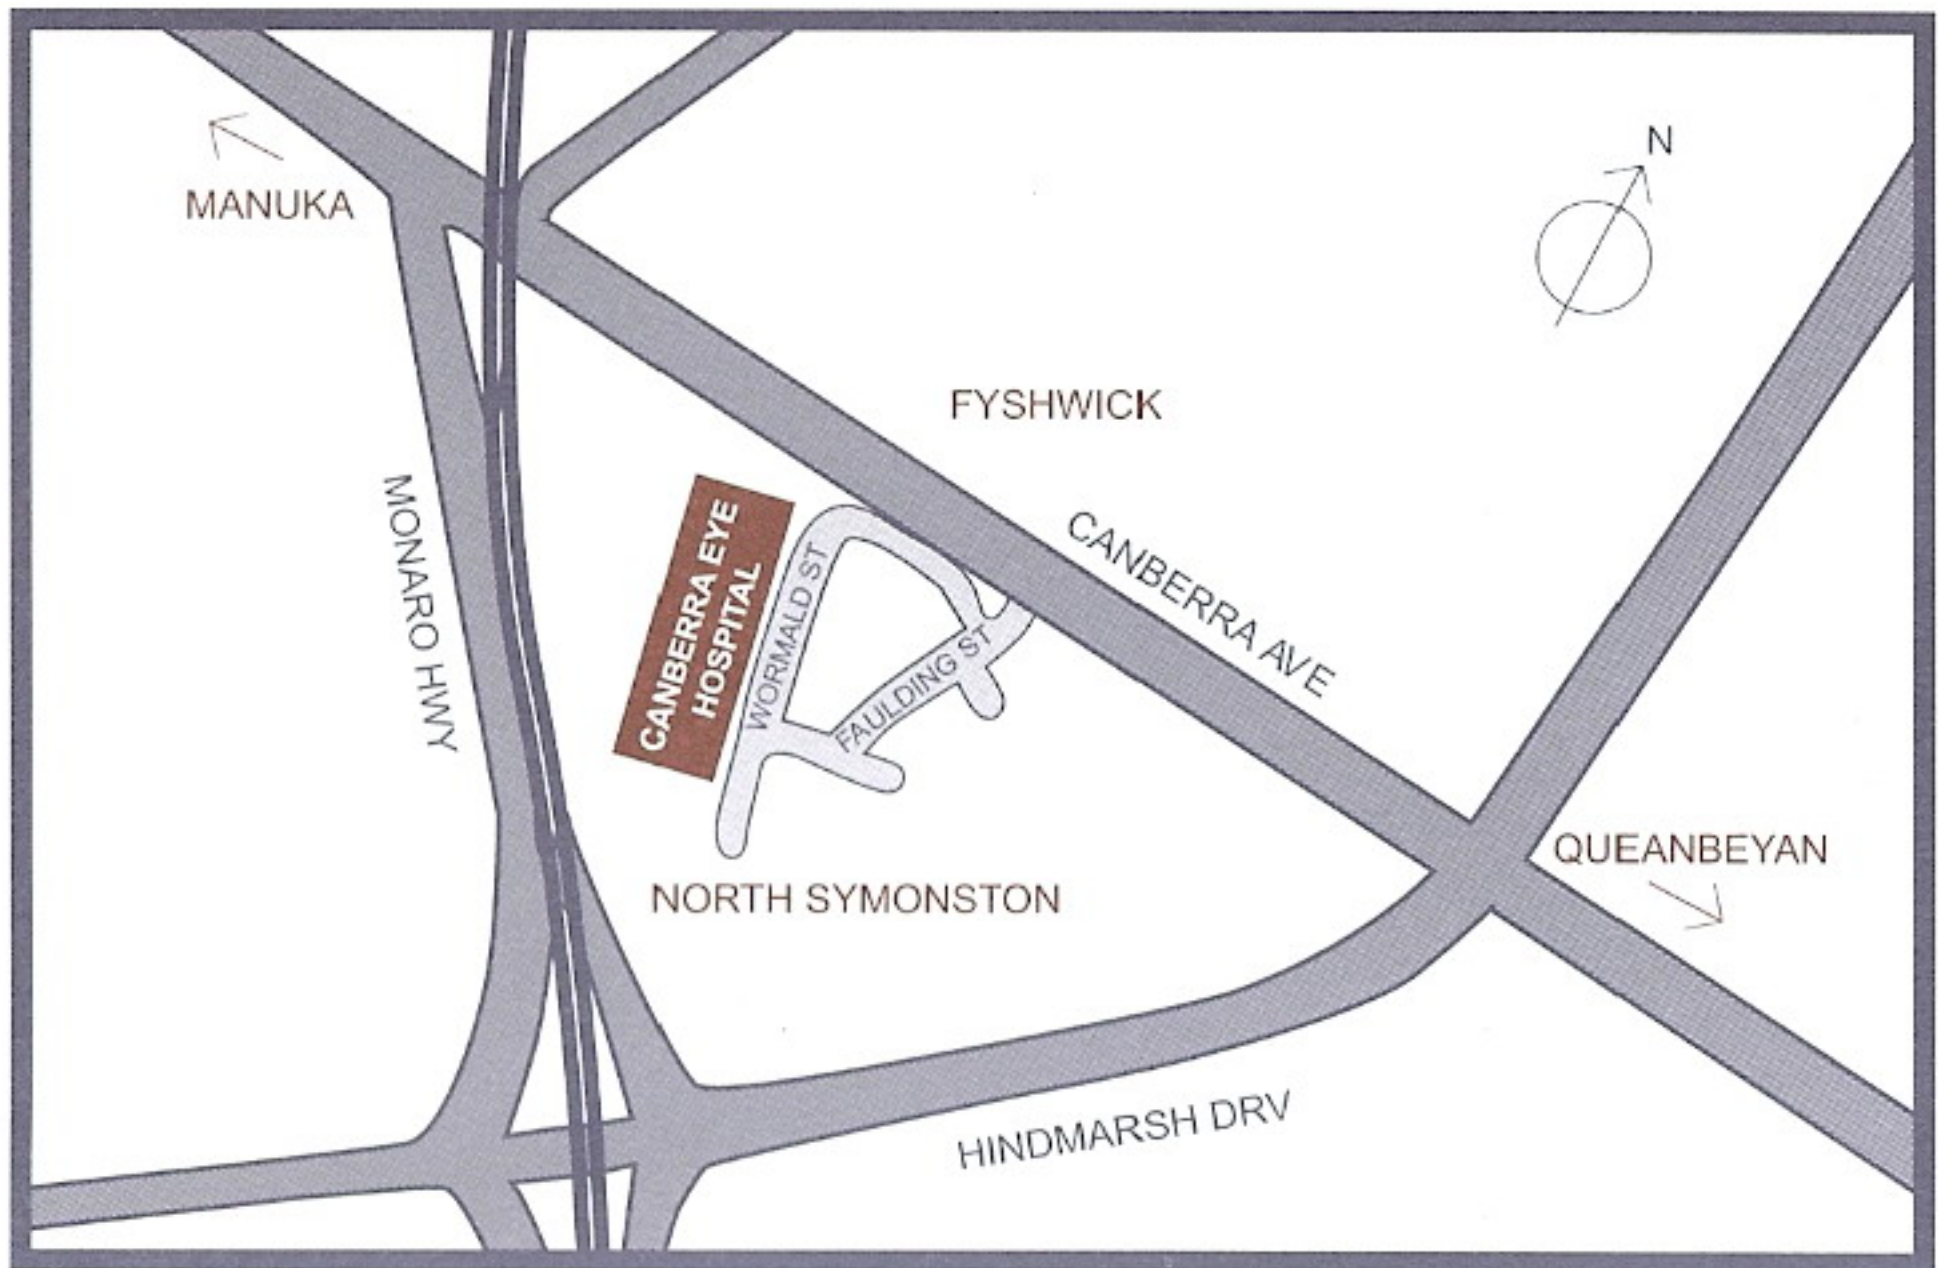 N
MANUKA
FYSHWICK
CANBERRA AVE
MONARO HWY
CANBERRA EYE
HOSPITAL
WORMALD ST
FAULDING ST
QUEANBEYAN
NORTH SYMONSTON
HINDMARSH DRV